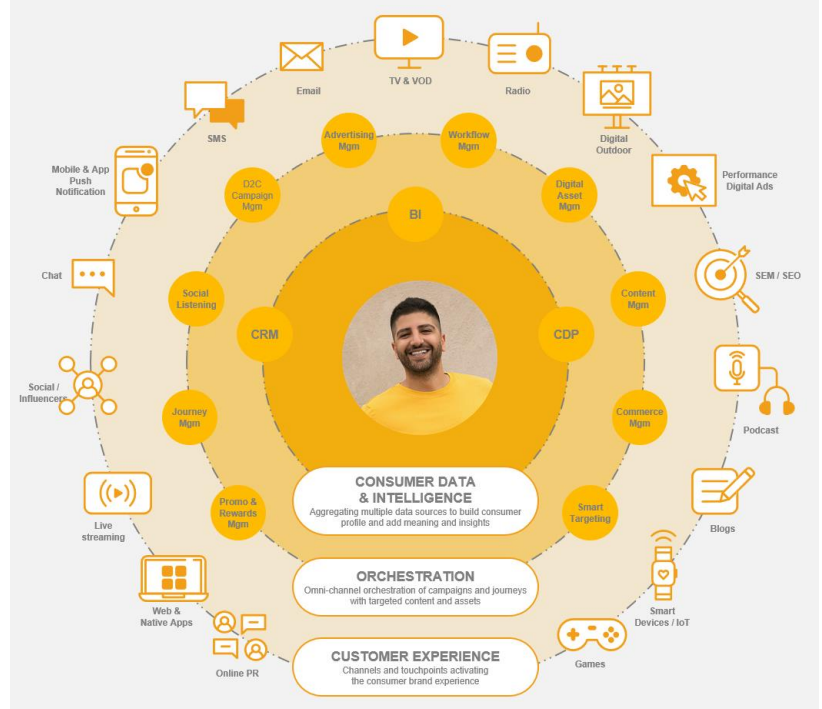 TV & VOD
Email
Radio
SMS
Digital
Outdoor
Mobile & App
Push
Notification
Performance
Digital Ads
Chat
SEM / SEO
Social /
Influencers
Podcast
Live
streaming
Blogs
Web &
Native Apps
Smart
Devices / IoT
Online PR
Games
Advertising
Mgm
Workflow
Mgm
D2C
Campaign
Mgm
Digital
Asset
Mgm
Social
Listening
Content
Mgm
Journey
Mgm
Commerce
Mgm
Promo &
Rewards
Mgm
Smart
Targeting
BI
CRM
CDP
CONSUMER DATA
& INTELLIGENCE
Aggregating multiple data sources to build consumer
profile and add meaning and insights
ORCHESTRATION
Omni-channel orchestration of campaigns and journeys
with targeted content and assets
CUSTOMER EXPERIENCE
Channels and touchpoints activating
the consumer brand experience